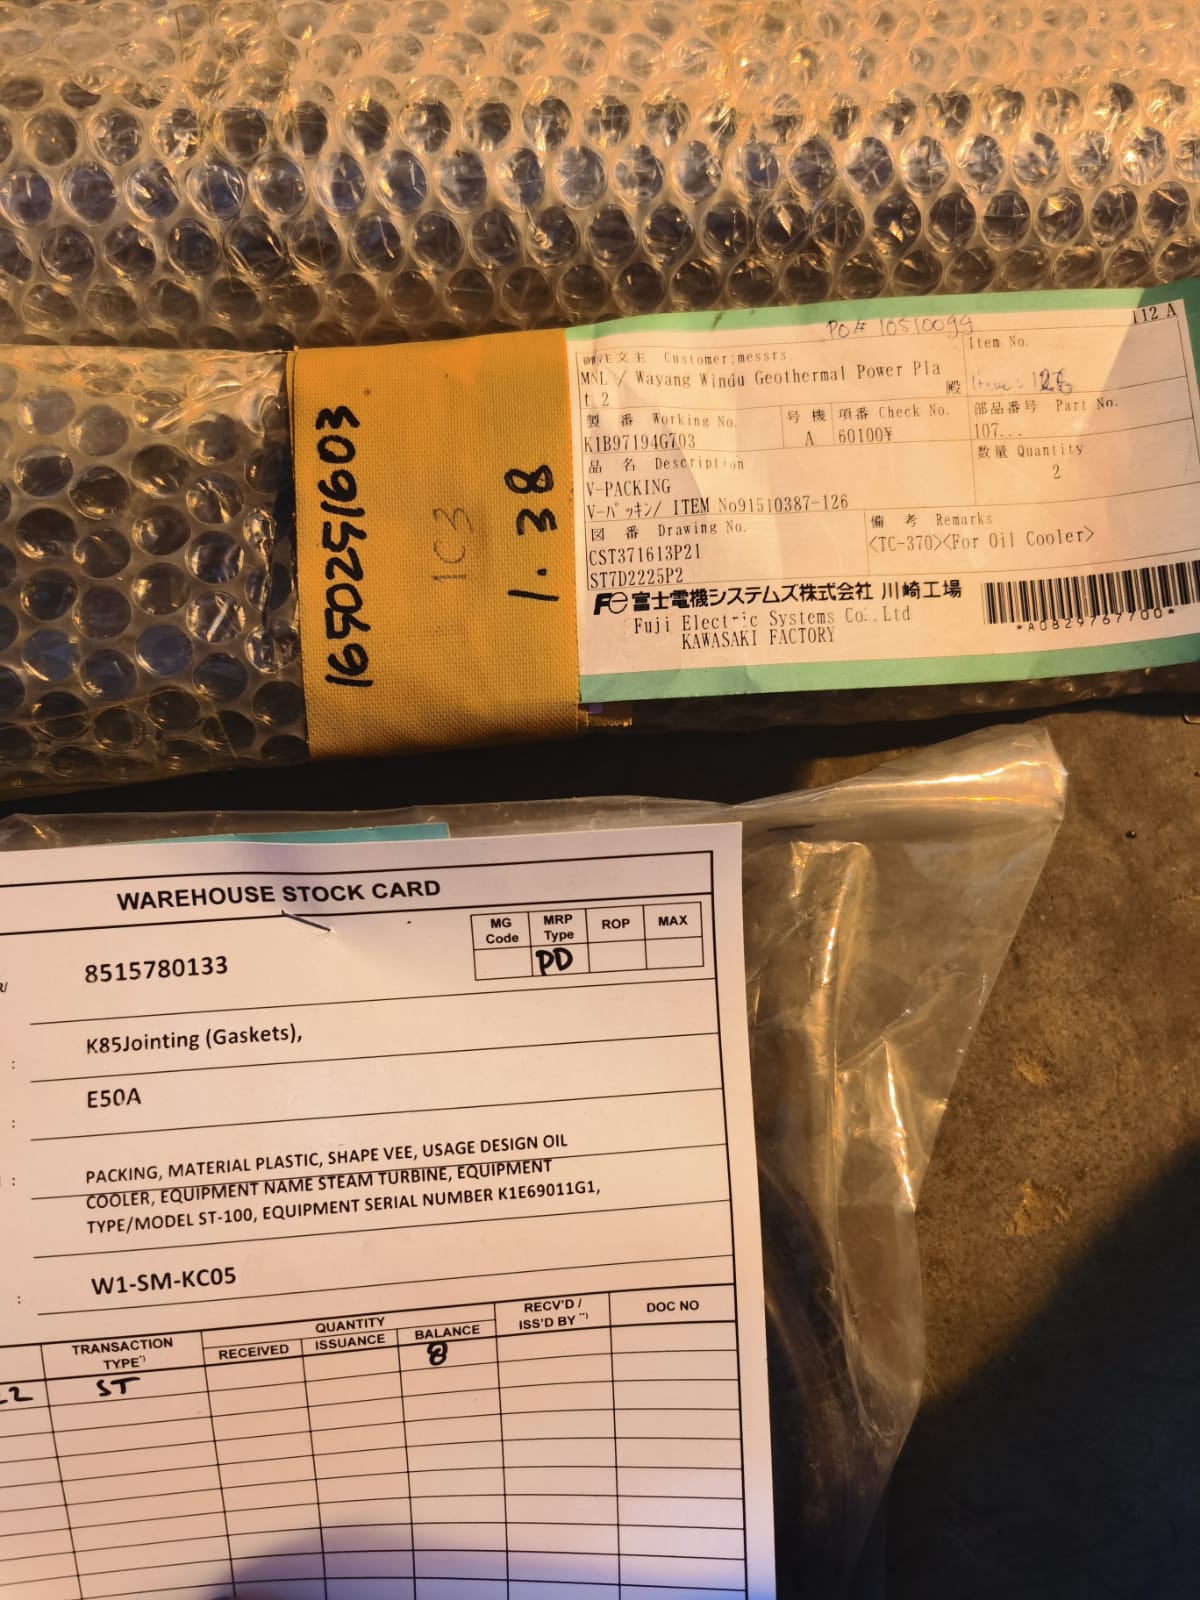 PO# 10510099
112 A
御注文主 Customer:messrs
MNL / Wayang Windu Geothermal Power Pla
t 2
殿
Item No.
126
製 番 Working No.
K1B97194G703
号 機
A
項番 Check No.
60100¥
部品番号 Part No.
107...
品 名 Description
V-PACKING
V-パッキン/ ITEM No91510387-126
数量 Quantity
2
図 番 Drawing No.
CST371613P21
ST7D2225P2
備 考 Remarks
<TC-370><For Oil Cooler>
Fe 富士電機システムズ株式会社 川崎工場
Fuji Electric Systems Co.,Ltd
KAWASAKI FACTORY
*A0829767700*
1650251603
1C3
1.38
WAREHOUSE STOCK CARD
MG Code
MRP Type
ROP
MAX
PD
8515780133
K85Jointing (Gaskets),
E50A
PACKING, MATERIAL PLASTIC, SHAPE VEE, USAGE DESIGN OIL
COOLER, EQUIPMENT NAME STEAM TURBINE, EQUIPMENT
TYPE/MODEL ST-100, EQUIPMENT SERIAL NUMBER K1E69011G1,
W1-SM-KC05
TRANSACTION TYPE*)
QUANTITY
RECEIVED
ISSUANCE
BALANCE
RECV'D / ISS'D BY **)
DOC NO
22
ST
8